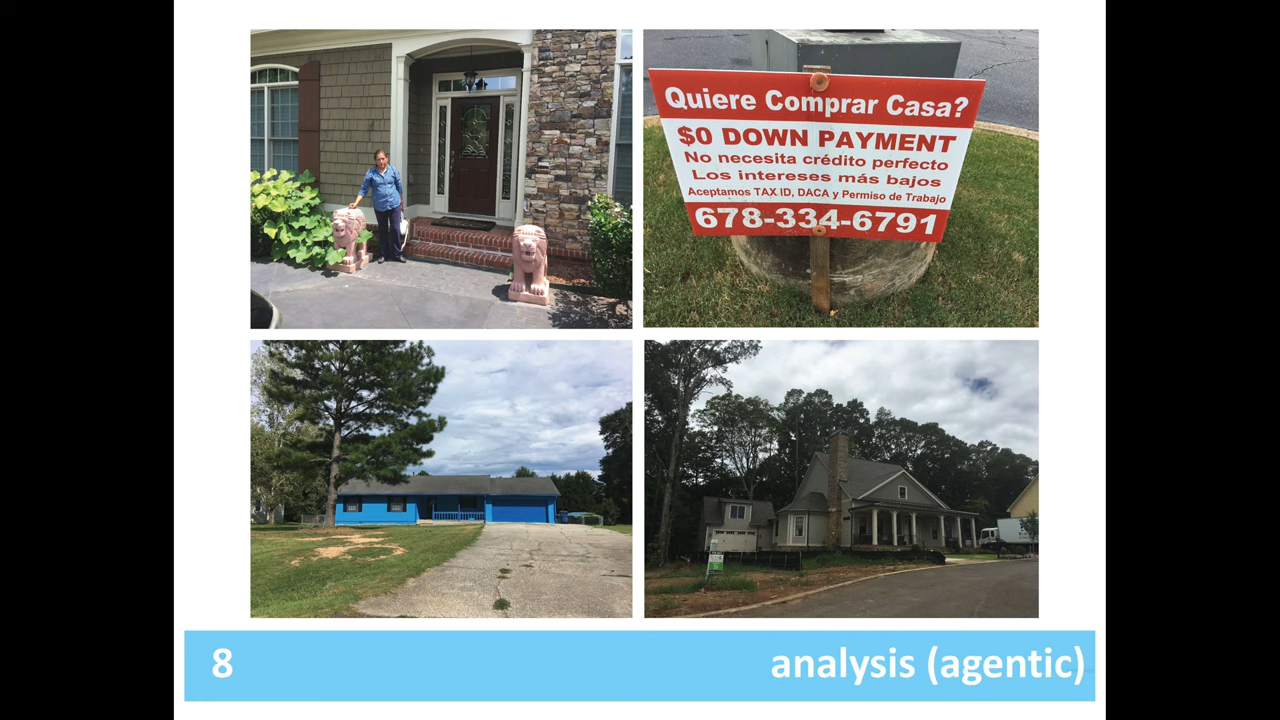 Quiere Comprar Casa?
$0 DOWN PAYMENT
No necesita crédito perfecto
Los intereses más bajos
Aceptamos TAX ID, DACA y Permiso de Trabajo
678-334-6791
8
analysis (agentic)